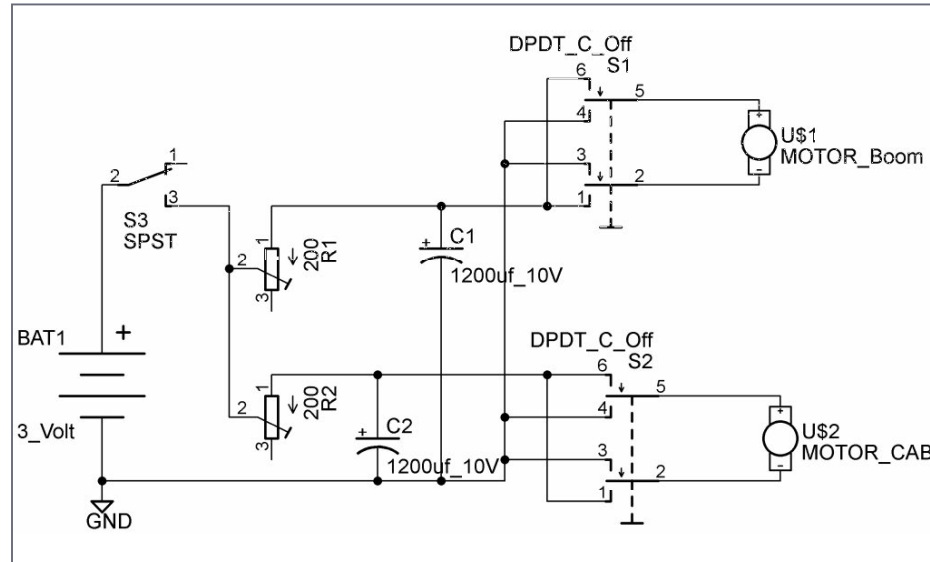 DPDT_C_Off
S1
6
5
4
3
2
1
+
U$1
MOTOR_Boom
-
1
2
3
S3
SPST
1
2
3
200
R1
+
C1
1200uf_10V
BAT1
+
3_Volt
GND
1
2
3
200
R2
+
C2
1200uf_10V
DPDT_C_Off
S2
6
5
4
3
2
1
+
U$2
MOTOR_CAB
-